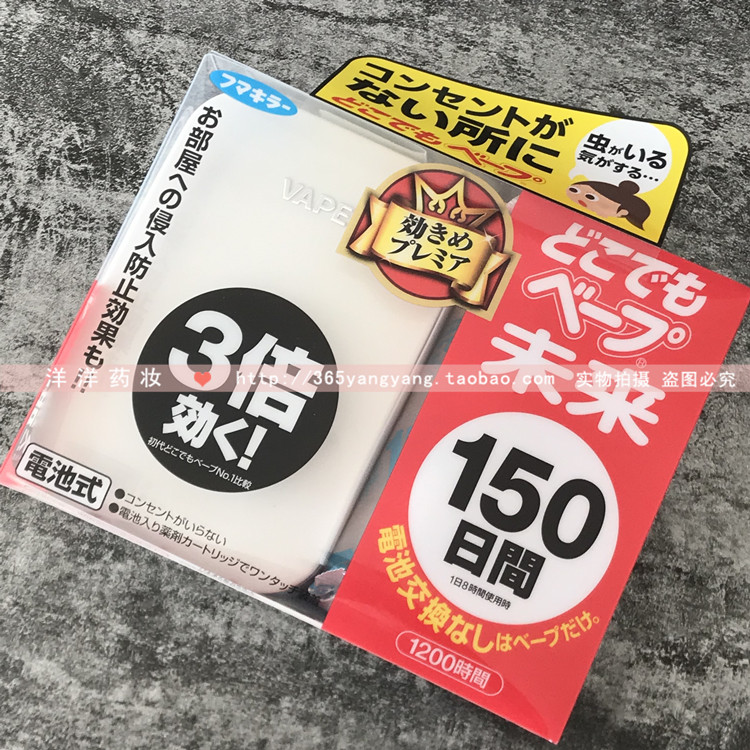 フマキラー
コンセントが
ない所に
どこでもベープ
虫がいる
気がする…
お部屋への侵入防止効果も…
VAPE
効きめ
プレミア
どこでも
ベープ®
未来
3倍
効く!
初代どこでもベープNo.1比較
洋洋药妆 http://365yangyang.taobao.com 实物拍摄 盗图必究
150
日間
1日8時間使用時
電池交換なしはベープだけ。
1200時間
電池式
●コンセントがいらない
●電池入り薬剤カートリッジでワンタッチ